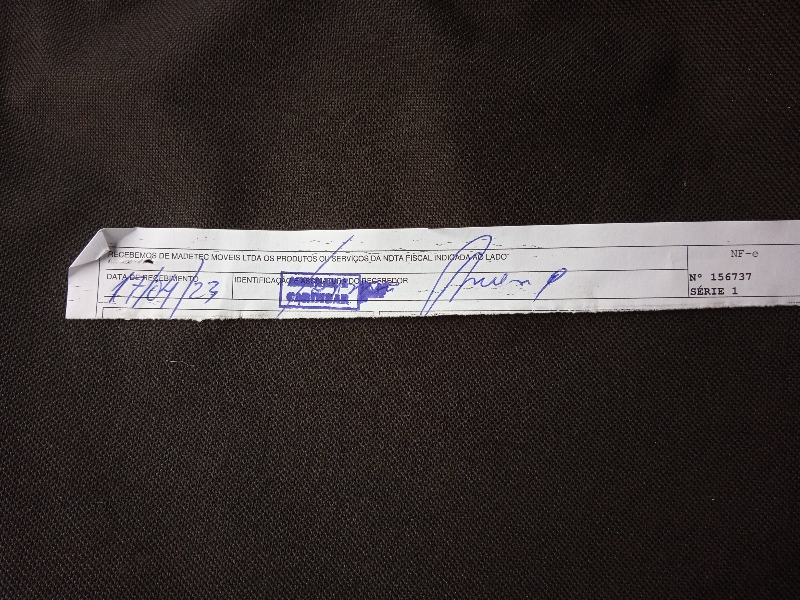 RECEBEMOS DE MADETEC MOVEIS LTDA OS PRODUTOS OU SERVIÇOS DA NOTA FISCAL INDICADA AO LADO
NF-e
DATA DE RECEBIMENTO
IDENTIFICAÇÃO E ASSINATURA DO RECEBEDOR
Nº 156737
17/04/23
SÉRIE 1